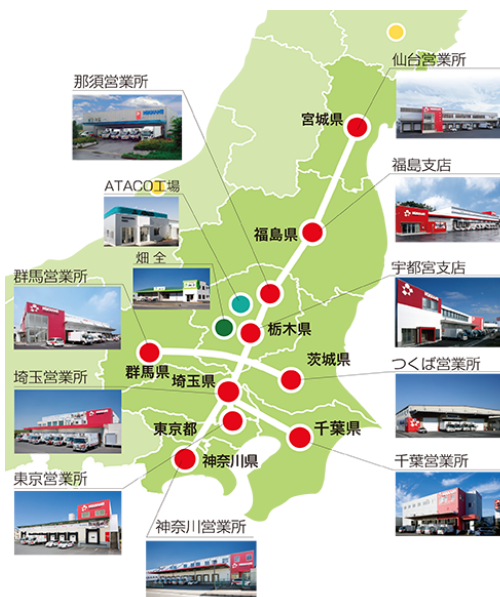 仙台営業所
那須営業所
宮城県
福島支店
ATACO工場
福島県
畑 全
宇都宮支店
群馬営業所
栃木県
つくば営業所
群馬県
茨城県
埼玉営業所
埼玉県
東京都
千葉県
千葉営業所
神奈川県
東京営業所
神奈川営業所